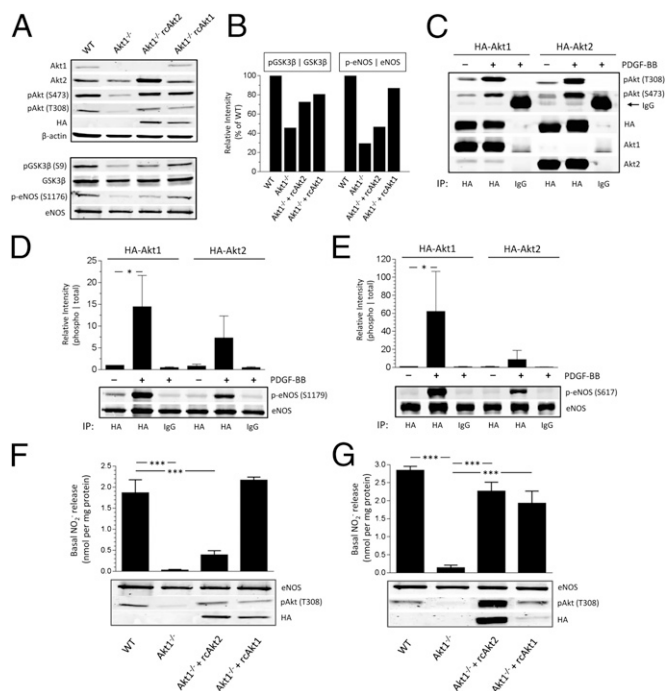 A
WT
Akt1-/-
Akt1-/- rcAkt2
Akt1-/- rcAkt1
Akt1
Akt2
pAkt (S473)
pAkt (T308)
HA
β-actin
pGSK3β (S9)
GSK3β
p-eNOS (S1176)
eNOS
B
pGSK3β | GSK3β
p-eNOS | eNOS
Relative Intensity
(% of WT)
100
80
60
40
20
0
WT
Akt1-/-
Akt1-/- + rcAkt2
Akt1-/- + rcAkt1
WT
Akt1-/-
Akt1-/- + rcAkt2
Akt1-/- + rcAkt1
C
HA-Akt1
HA-Akt2
– + + – + +
PDGF-BB
pAkt (T308)
pAkt (S473)
← IgG
HA
Akt1
Akt2
IP: HA HA IgG HA HA IgG
D
HA-Akt1
HA-Akt2
Relative Intensity
(phospho | total)
25
20
15
10
5
0
*
– + + – + +
PDGF-BB
p-eNOS (S1179)
eNOS
IP: HA HA IgG HA HA IgG
E
HA-Akt1
HA-Akt2
Relative Intensity
(phospho | total)
120
100
80
60
40
20
0
*
– + + – + +
PDGF-BB
p-eNOS (S617)
eNOS
IP: HA HA IgG HA HA IgG
F
Basal NO2- release
(nmol per mg protein)
2.5
2.0
1.5
1.0
0.5
0.0
***
***
eNOS
pAkt (T308)
HA
WT
Akt1-/-
Akt1-/- + rcAkt2
Akt1-/- + rcAkt1
G
Basal NO2- release
(nmol per mg protein)
3.0
2.5
2.0
1.5
1.0
0.5
0.0
*** ***
***
eNOS
pAkt (T308)
HA
WT
Akt1-/-
Akt1-/- + rcAkt2
Akt1-/- + rcAkt1